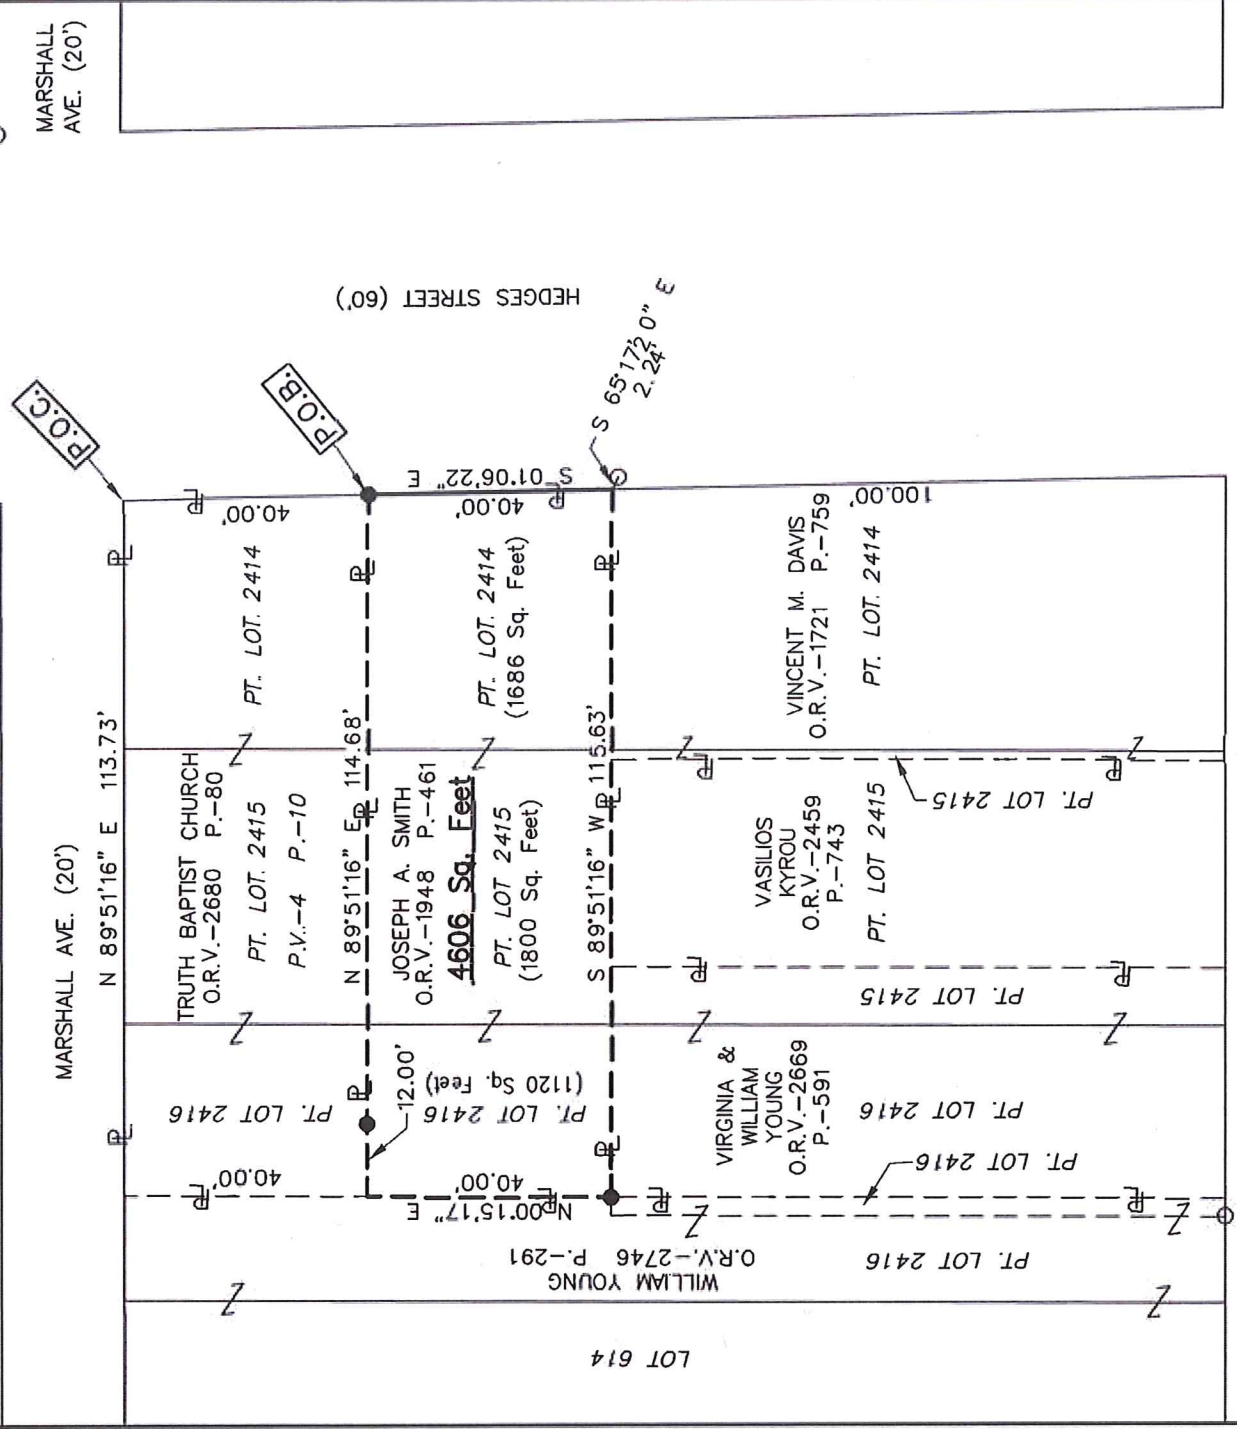 MARSHALL
AVE. (20')
MARSHALL AVE. (20')
N 89°51'16" E 113.73'
P.O.C.
P.O.B.
HEDGES STREET (60')
TRUTH BAPTIST CHURCH
O.R.V.-2680 P.-80
PT. LOT. 2415
P.V.-4 P.-10
PT. LOT. 2414
40.00'
PT. LOT 2416
40.00'
N 89°51'16" E 114.68'
JOSEPH A. SMITH
O.R.V.-1948 P.-461
4606 Sq. Feet
PT. LOT 2415
(1800 Sq. Feet)
PT. LOT. 2414
(1686 Sq. Feet)
40.00'
S 01°06'22" E
12.00'
PT. LOT 2416
(1120 Sq. Feet)
40.00'
N 00°15'17" E
S 89°51'16" W 115.63'
S 65°17'20" E
2.24'
VINCENT M. DAVIS
O.R.V.-1721 P.-759
PT. LOT. 2414
100.00'
VASILIOS
KYROU
O.R.V.-2459
P.-743
PT. LOT 2415
PT. LOT 2415
PT. LOT 2415
VIRGINIA &
WILLIAM
YOUNG
O.R.V.-2669
P.-591
PT. LOT 2416
PT. LOT 2416
WILLIAM YOUNG
O.R.V.-2746 P.-291
PT. LOT 2416
LOT 614